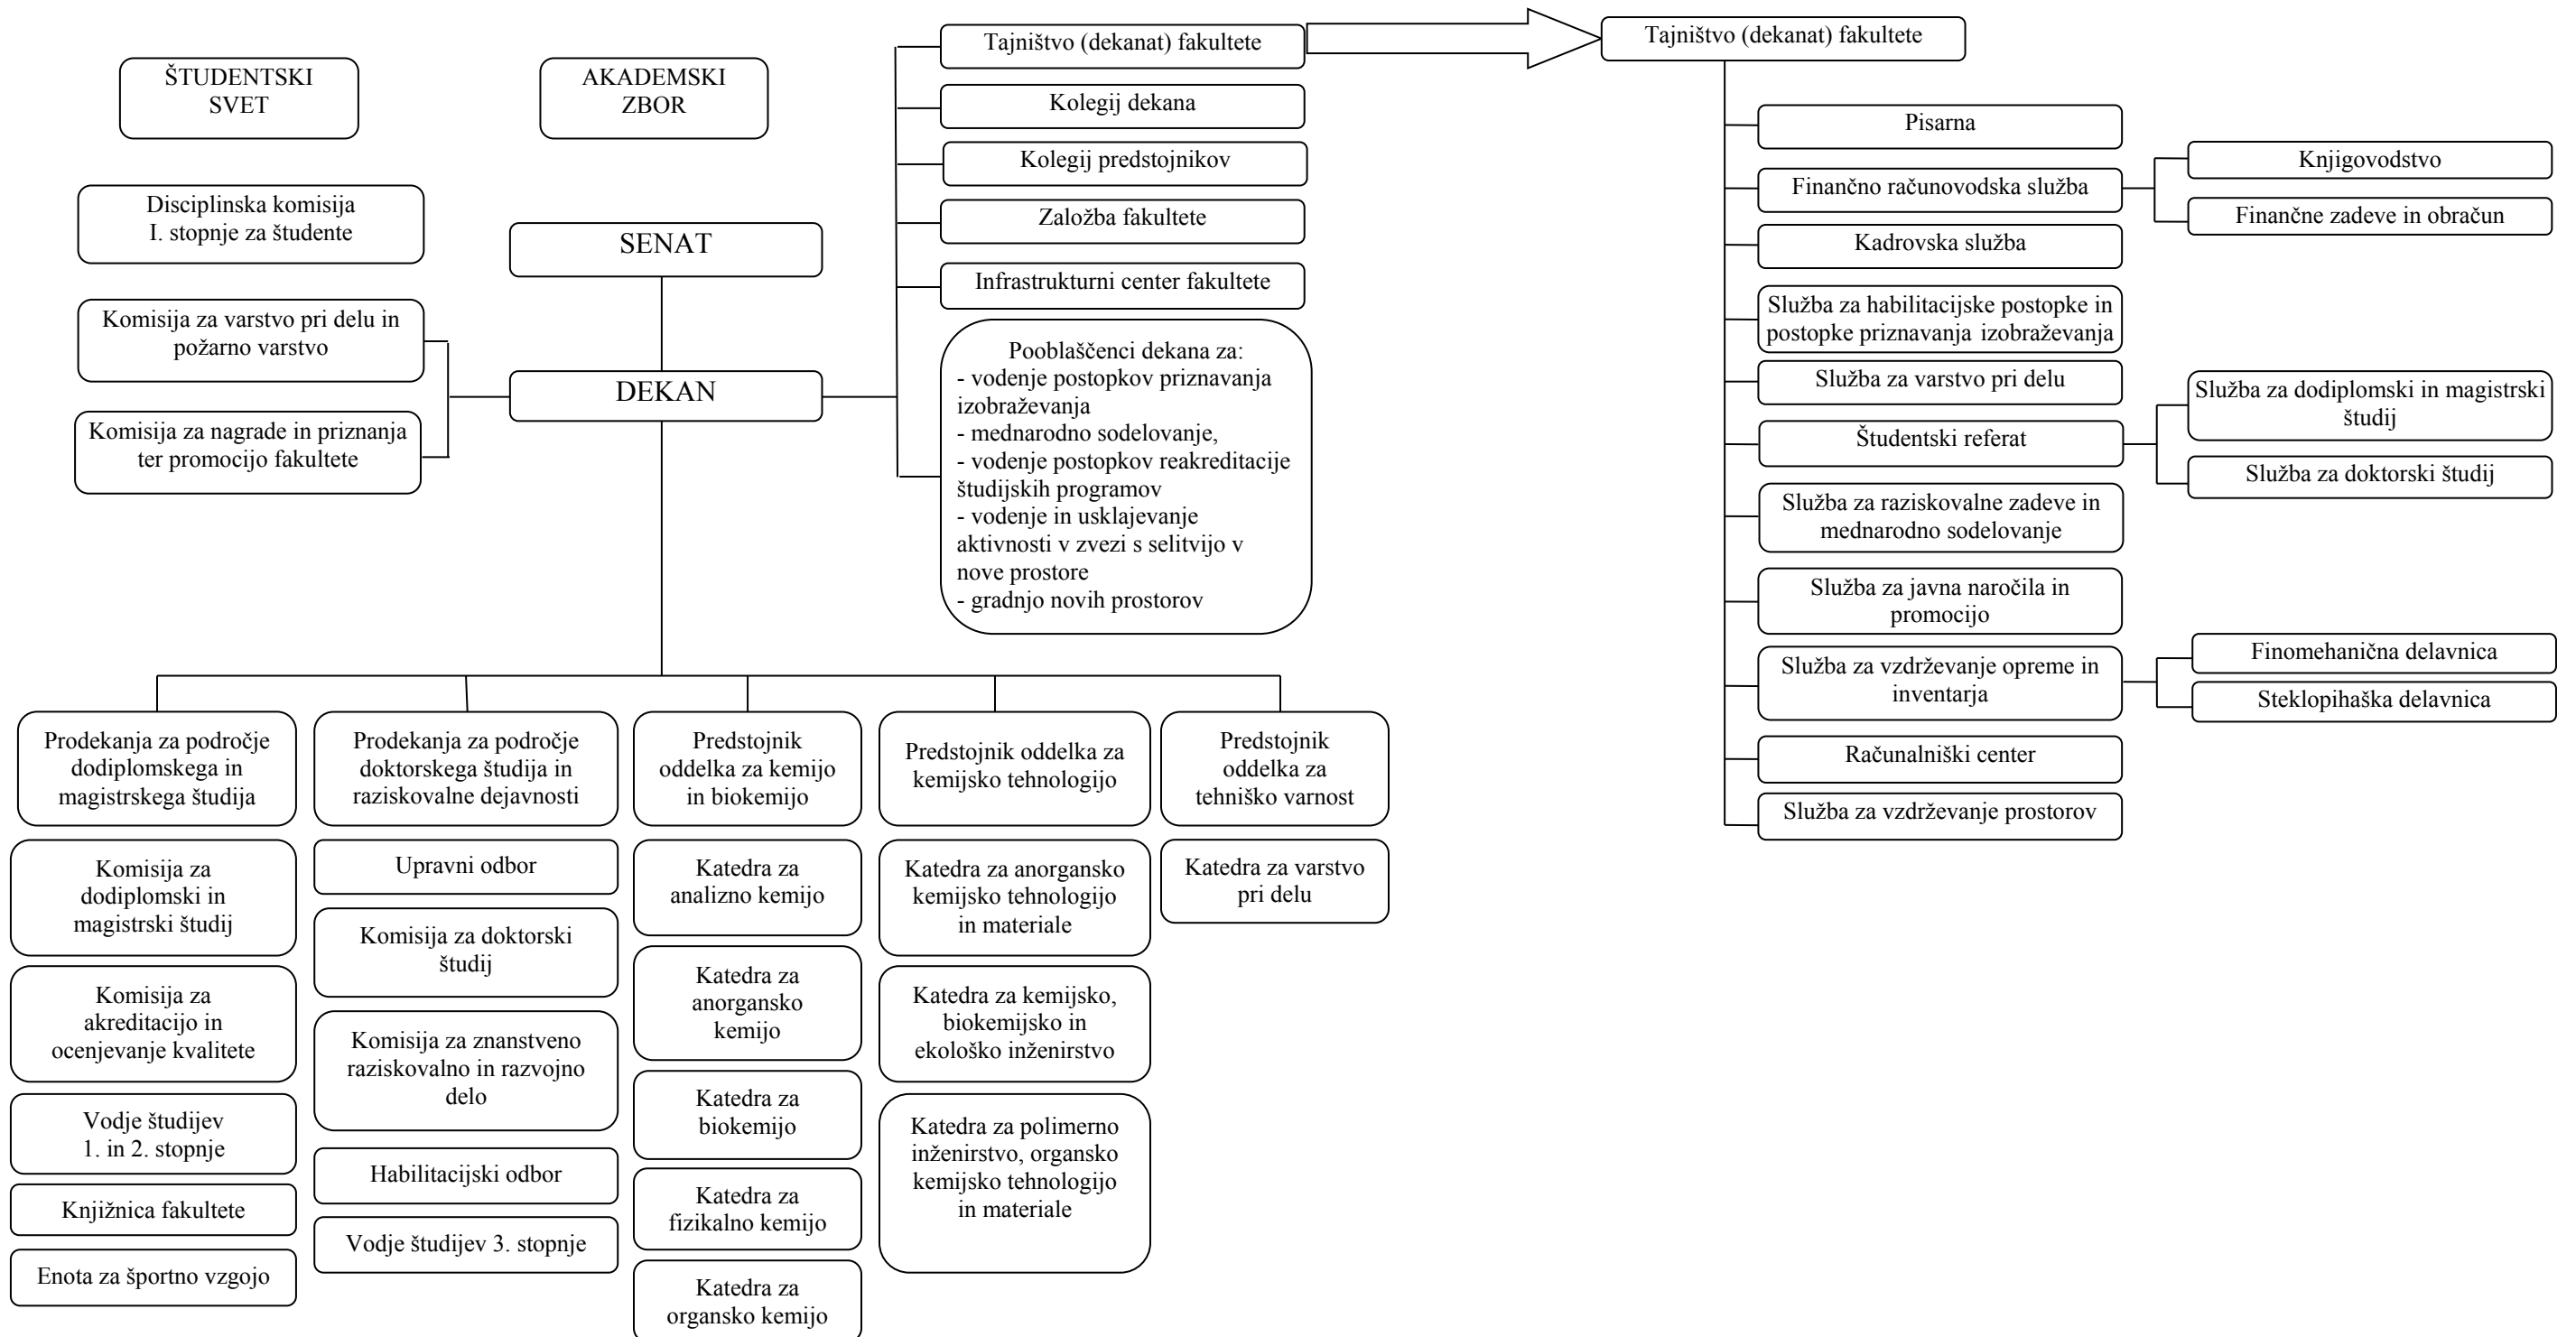 ŠTUDENTSKI
SVET
AKADEMSKI
ZBOR
Disciplinska komisija
I. stopnje za študente
SENAT
Komisija za varstvo pri delu in
požarno varstvo
DEKAN
Komisija za nagrade in priznanja
ter promocijo fakultete
Tajništvo (dekanat) fakultete
Kolegij dekana
Kolegij predstojnikov
Založba fakultete
Infrastrukturni center fakultete
Pooblaščenci dekana za:
- vodenje postopkov priznavanja
izobraževanja
- mednarodno sodelovanje,
- vodenje postopkov reakreditacije
študijskih programov
- vodenje in usklajevanje
aktivnosti v zvezi s selitvijo v
nove prostore
- gradnjo novih prostorov
Tajništvo (dekanat) fakultete
Pisarna
Finančno računovodska služba
Knjigovodstvo
Finančne zadeve in obračun
Kadrovska služba
Služba za habilitacijske postopke in
postopke priznavanja izobraževanja
Služba za varstvo pri delu
Študentski referat
Služba za dodiplomski in magistrski
študij
Služba za doktorski študij
Služba za raziskovalne zadeve in
mednarodno sodelovanje
Služba za javna naročila in
promocijo
Služba za vzdrževanje opreme in
inventarja
Finomehanična delavnica
Steklopihaška delavnica
Računalniški center
Služba za vzdrževanje prostorov
Prodekanja za področje
dodiplomskega in
magistrskega študija
Komisija za
dodiplomski in
magistrski študij
Komisija za
akreditacijo in
ocenjevanje kvalitete
Vodje študijev
1. in 2. stopnje
Knjižnica fakultete
Enota za športno vzgojo
Prodekanja za področje
doktorskega študija in
raziskovalne dejavnosti
Upravni odbor
Komisija za doktorski
študij
Komisija za znanstveno
raziskovalno in razvojno
delo
Habilitacijski odbor
Vodje študijev 3. stopnje
Predstojnik
oddelka za kemijo
in biokemijo
Katedra za
analizno kemijo
Katedra za
anorgansko
kemijo
Katedra za
biokemijo
Katedra za
fizikalno kemijo
Katedra za
organsko kemijo
Predstojnik oddelka za
kemijsko tehnologijo
Katedra za anorgansko
kemijsko tehnologijo
in materiale
Katedra za kemijsko,
biokemijsko in
ekološko inženirstvo
Katedra za polimerno
inženirstvo, organsko
kemijsko tehnologijo
in materiale
Predstojnik
oddelka za
tehniško varnost
Katedra za varstvo
pri delu